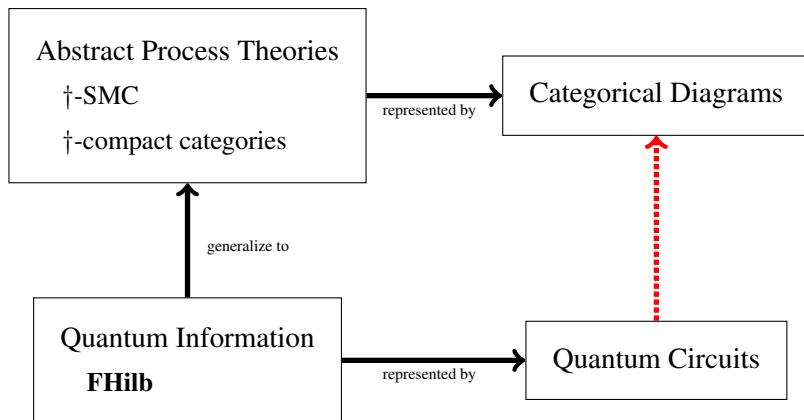 Abstract Process Theories
†-SMC
†-compact categories
represented by
Categorical Diagrams
generalize to
Quantum Information
FHilb
represented by
Quantum Circuits